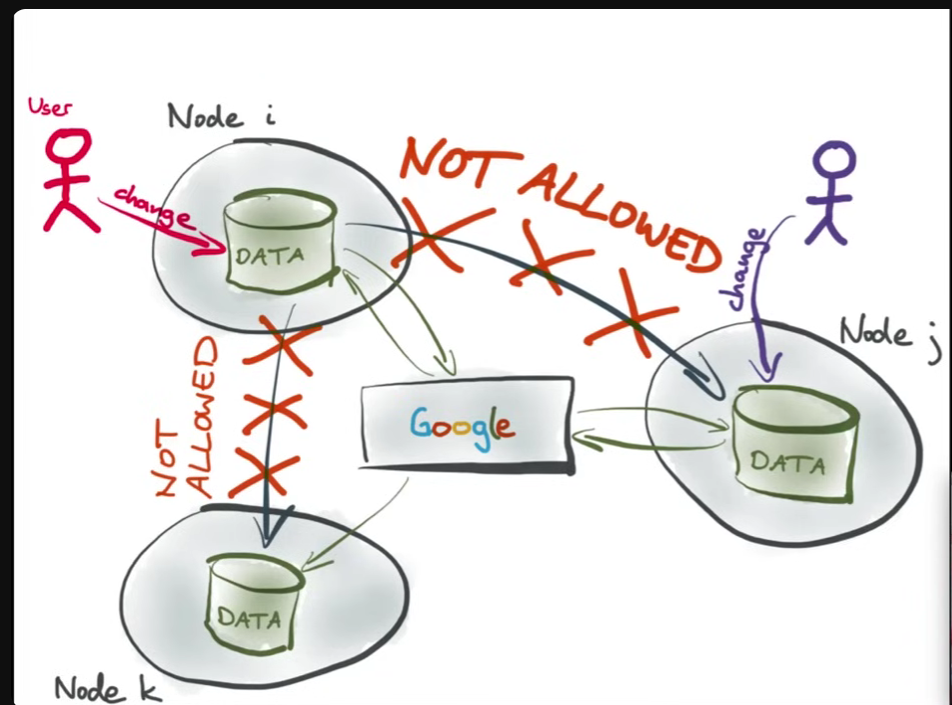 User
Node i
change
DATA
NOT ALLOWED
change
Node j
NOT
ALLOWED
Google
DATA
DATA
Node k